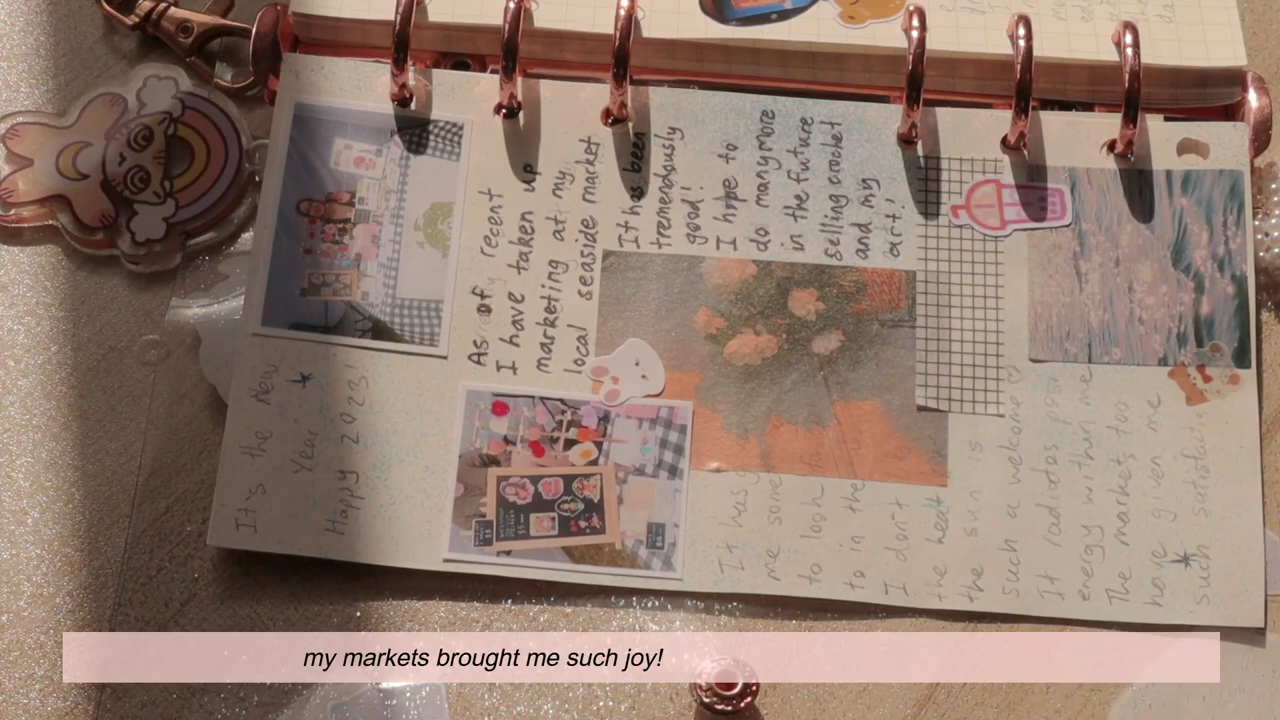 It's the New
Year
Happy 2023!
As of recent
I have taken up
marketing at my
local seaside market
It has been
tremendously
good!
I hope to
do many more
in the future
selling crochet
and my
art!
It has
me some
to look
to in the
I don't
the heat
the sun is
such a welcome ♡
It radiates
energy within me
The markets too
have given me
such
my markets brought me such joy!